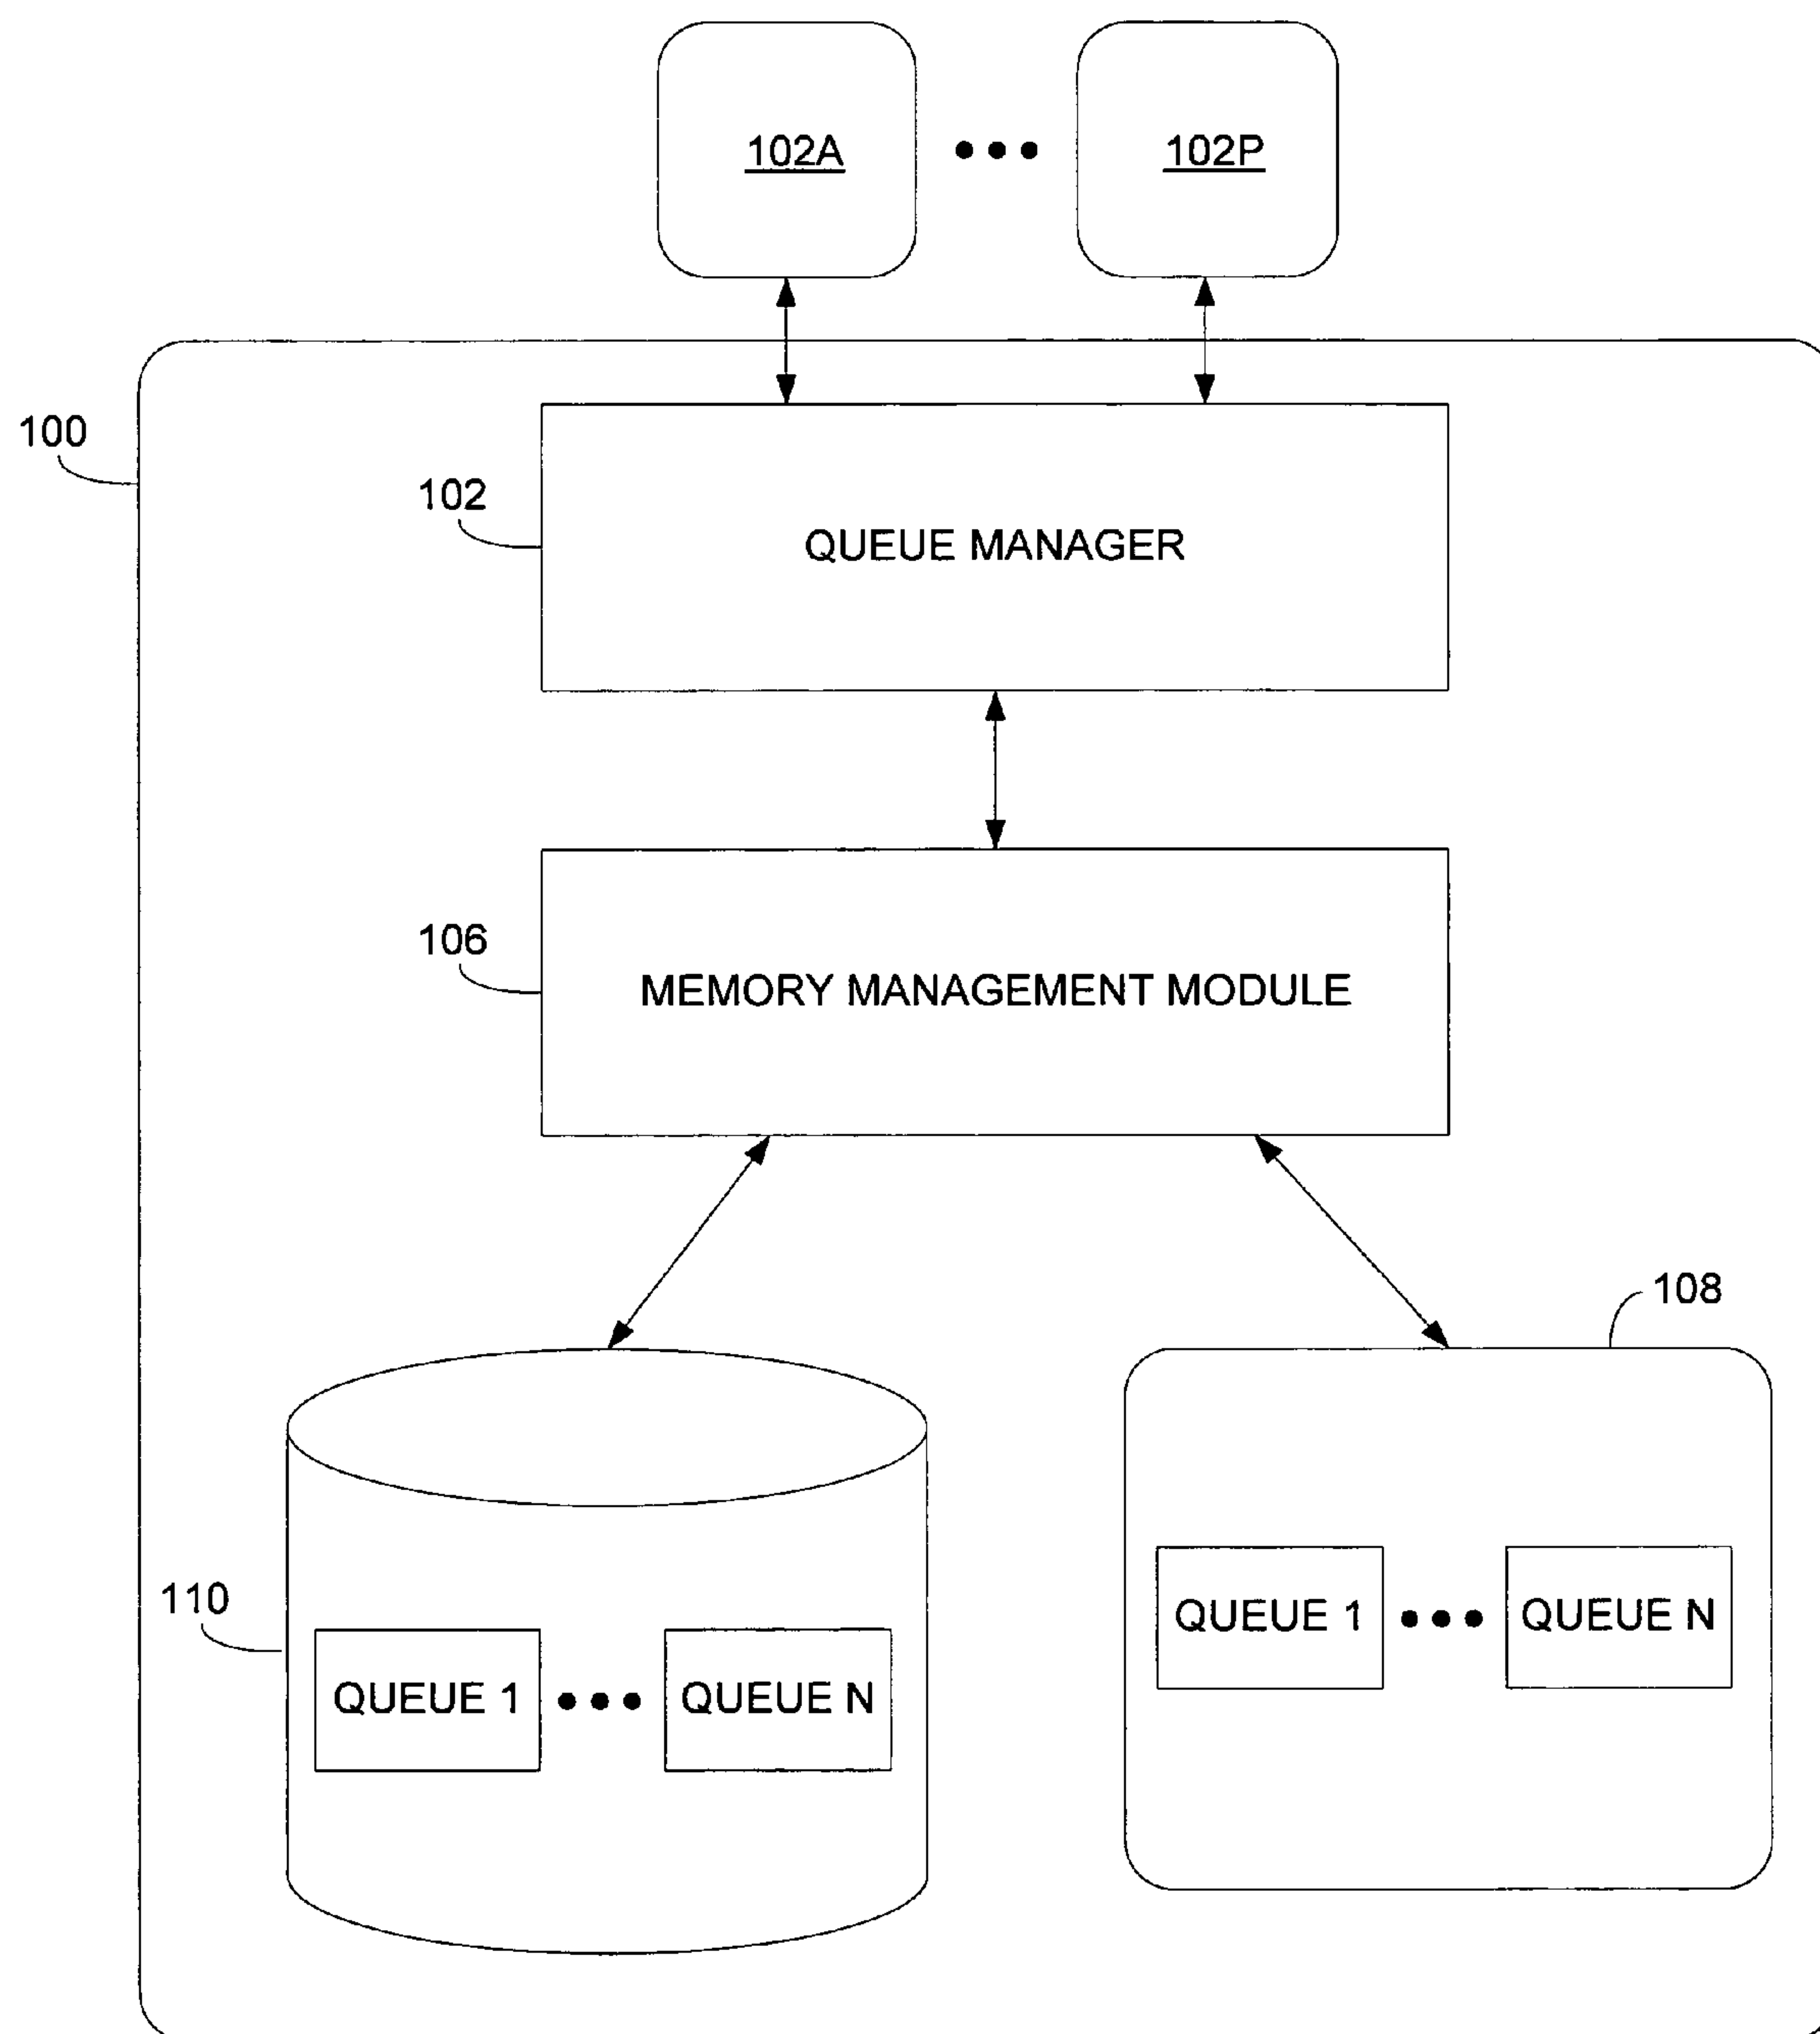 102A
102P
100
102
QUEUE MANAGER
106
MEMORY MANAGEMENT MODULE
108
110
QUEUE 1
QUEUE N
QUEUE 1
QUEUE N